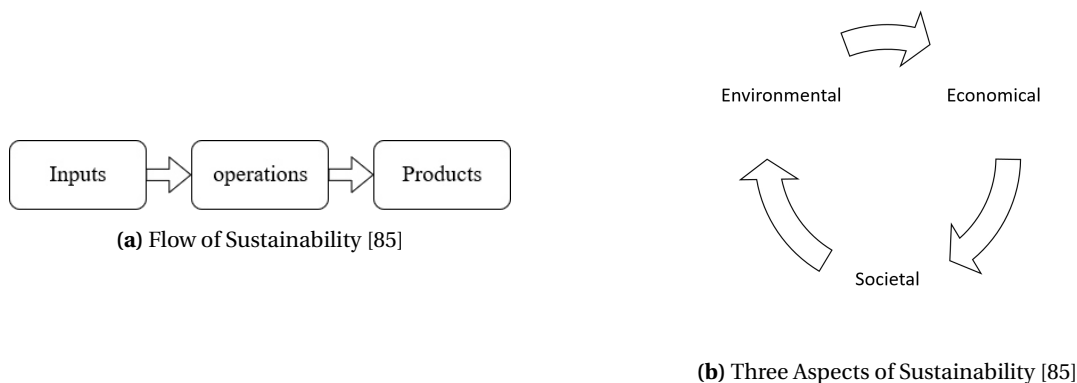 Inputs
operations
Products
(a) Flow of Sustainability [85]
Environmental
Economical
Societal
(b) Three Aspects of Sustainability [85]